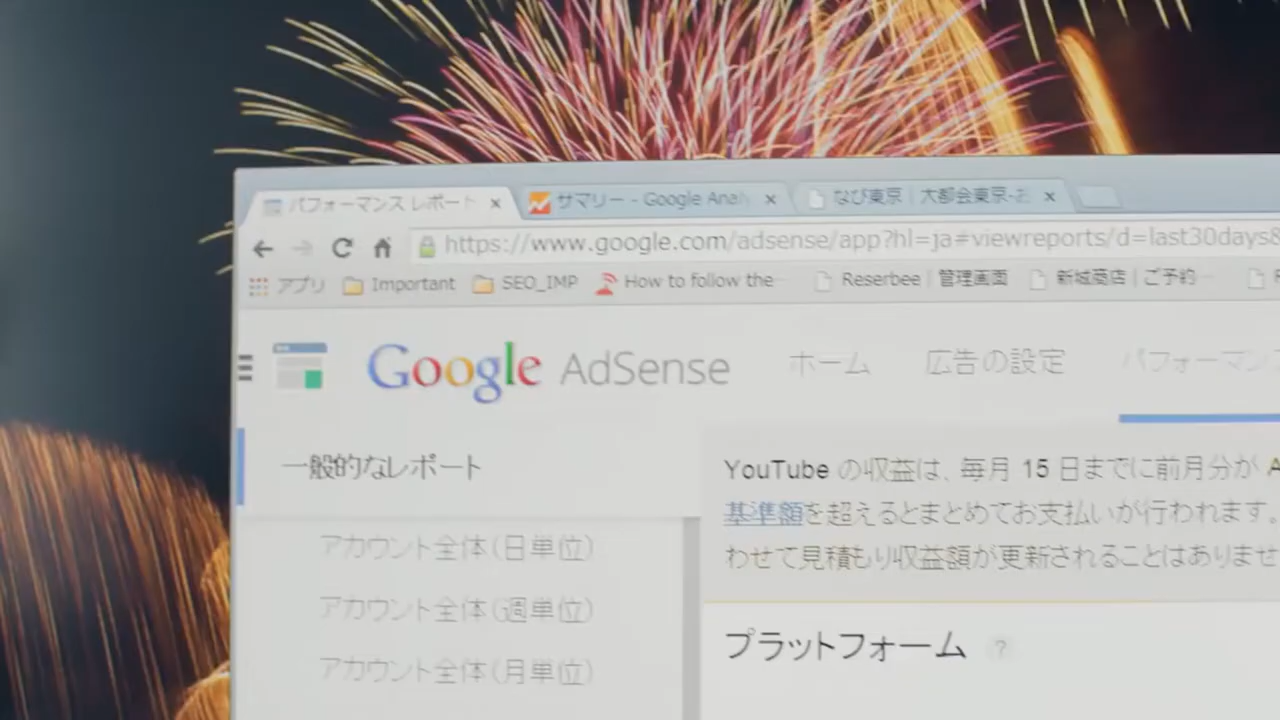 パフォーマンス レポート
サマリー - Google Analy
なび東京｜大都会東京-お
https://www.google.com/adsense/app?hl=ja#viewreports/d=last30days&
アプリ Important SEO_IMP How to follow the… Reserbee｜管理画面 新城商店｜ご予約…
Google AdSense ホーム 広告の設定 パフォーマン
一般的なレポート
アカウント全体（日単位）
アカウント全体（週単位）
アカウント全体（月単位）
YouTube の収益は、毎月 15 日までに前月分が A
基準額を超えるとまとめてお支払いが行われます。
わせて見積もり収益額が更新されることはありませ
プラットフォーム ?